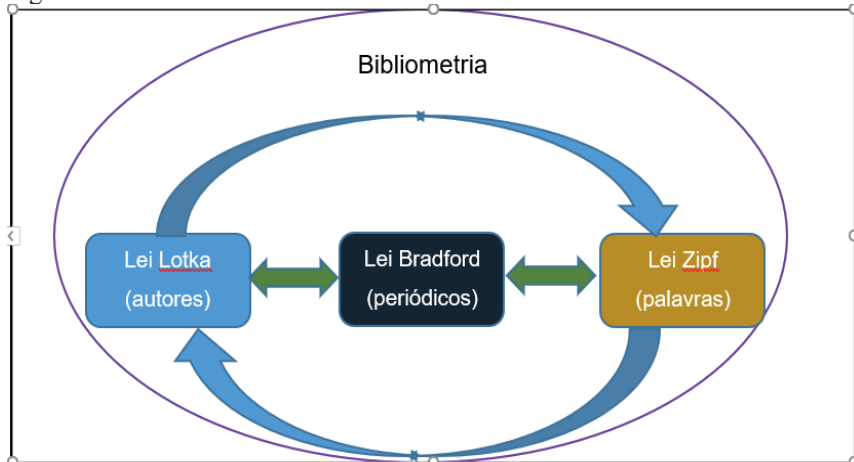 Bibliometria
Lei Lotka
(autores)
Lei Bradford
(periódicos)
Lei Zipf
(palavras)